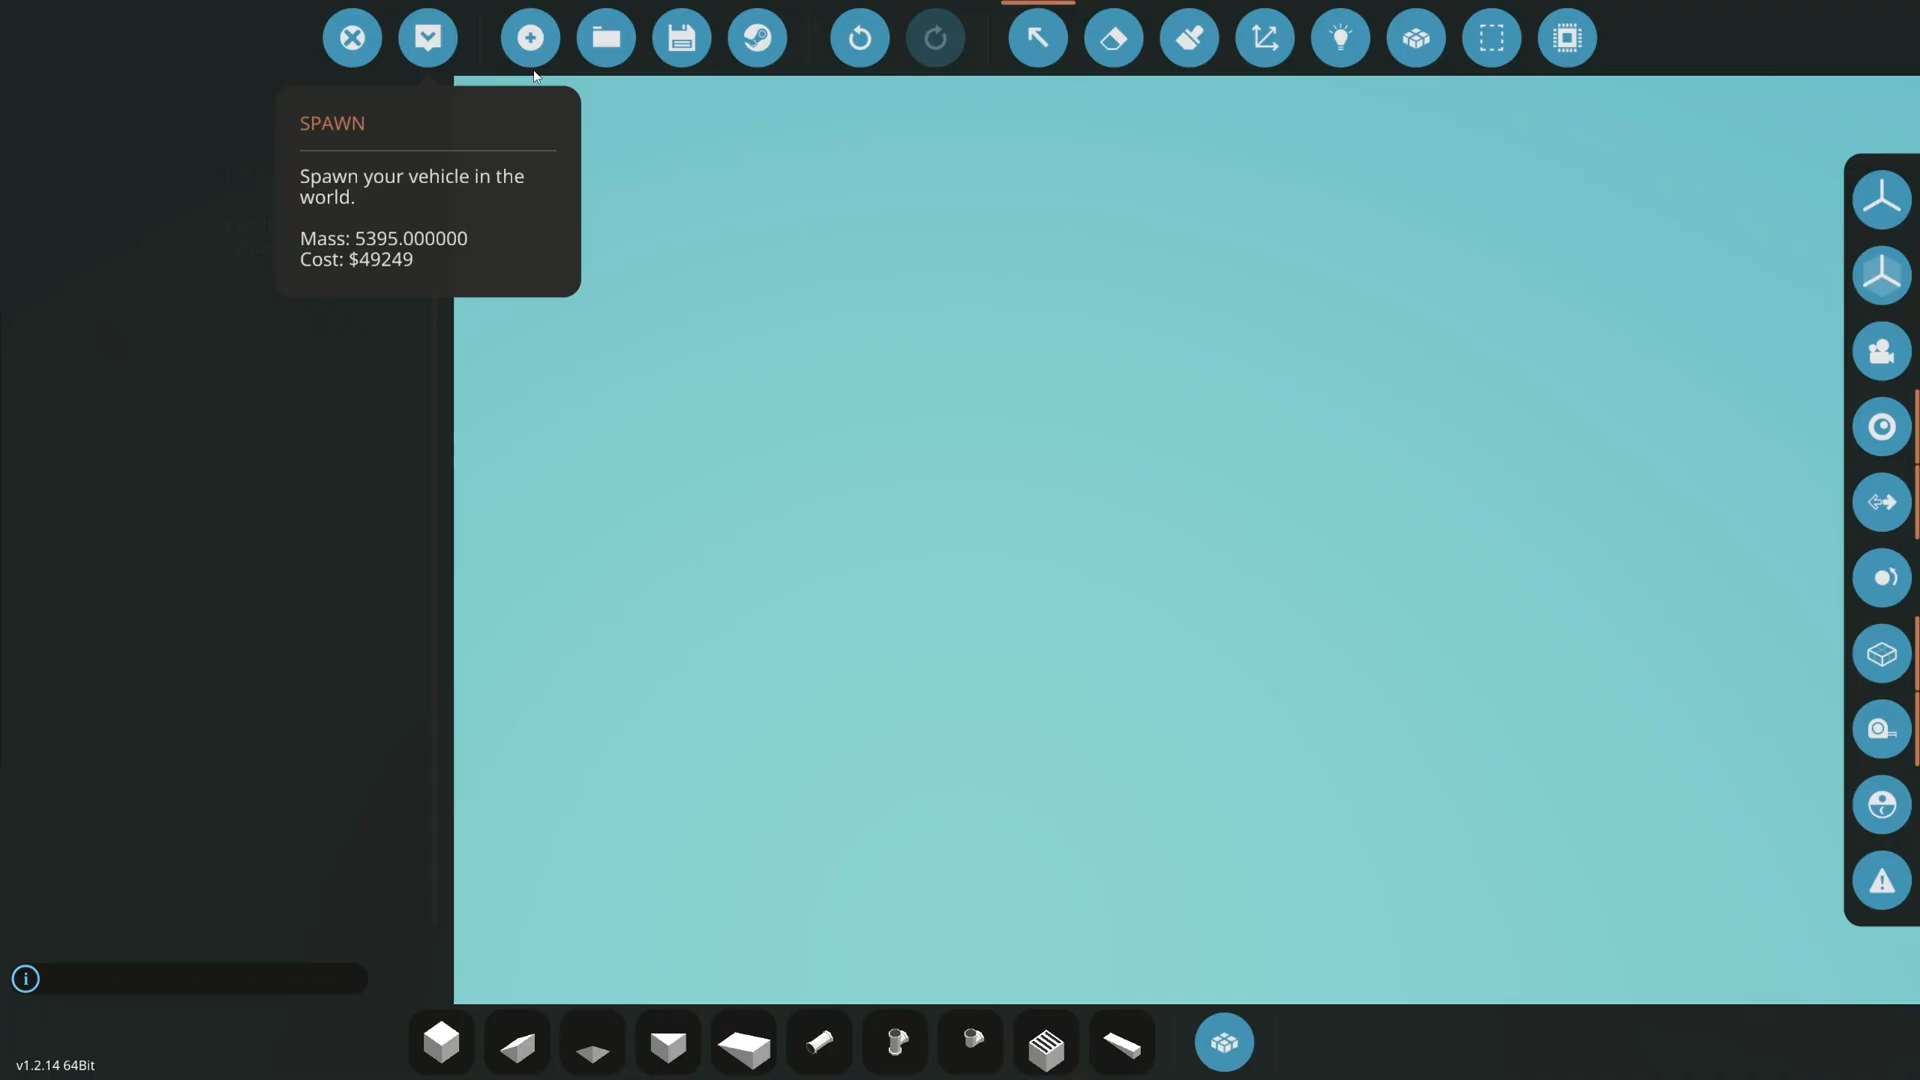 SPAWN
Spawn your vehicle in the
world.
Mass: 5395.000000
Cost: $49249
v1.2.14 64Bit